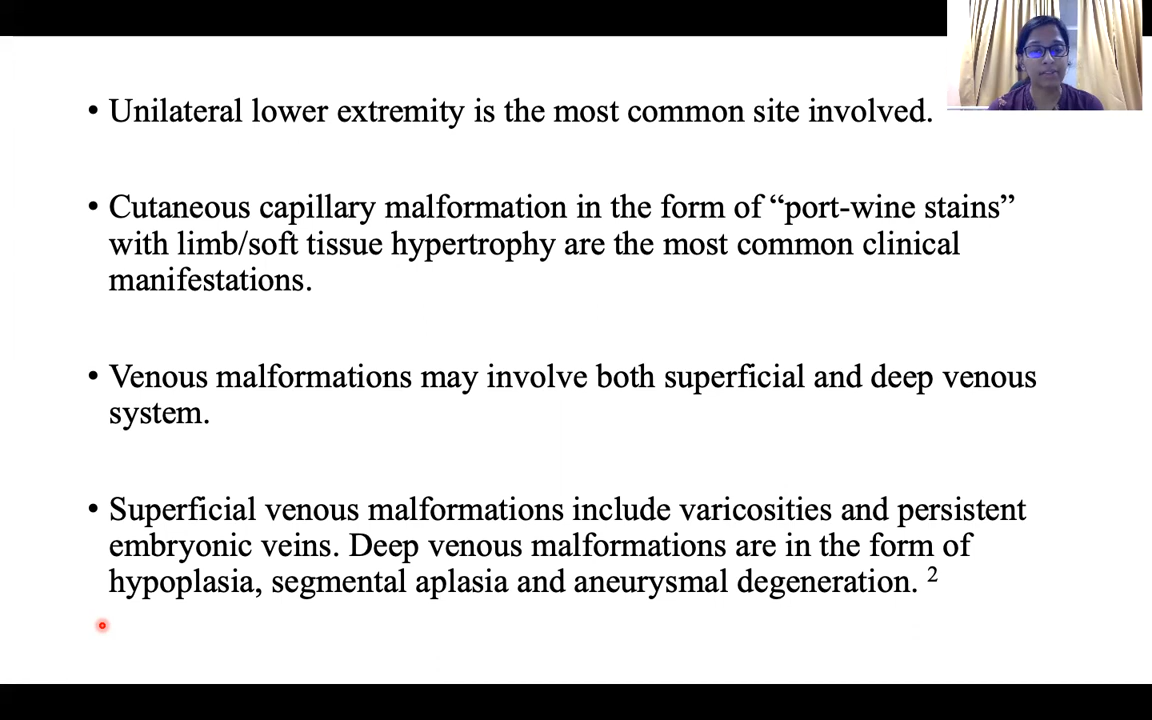 • Unilateral lower extremity is the most common site involved.
• Cutaneous capillary malformation in the form of “port-wine stains”
with limb/soft tissue hypertrophy are the most common clinical
manifestations.
• Venous malformations may involve both superficial and deep venous
system.
• Superficial venous malformations include varicosities and persistent
embryonic veins. Deep venous malformations are in the form of
hypoplasia, segmental aplasia and aneurysmal degeneration. 2